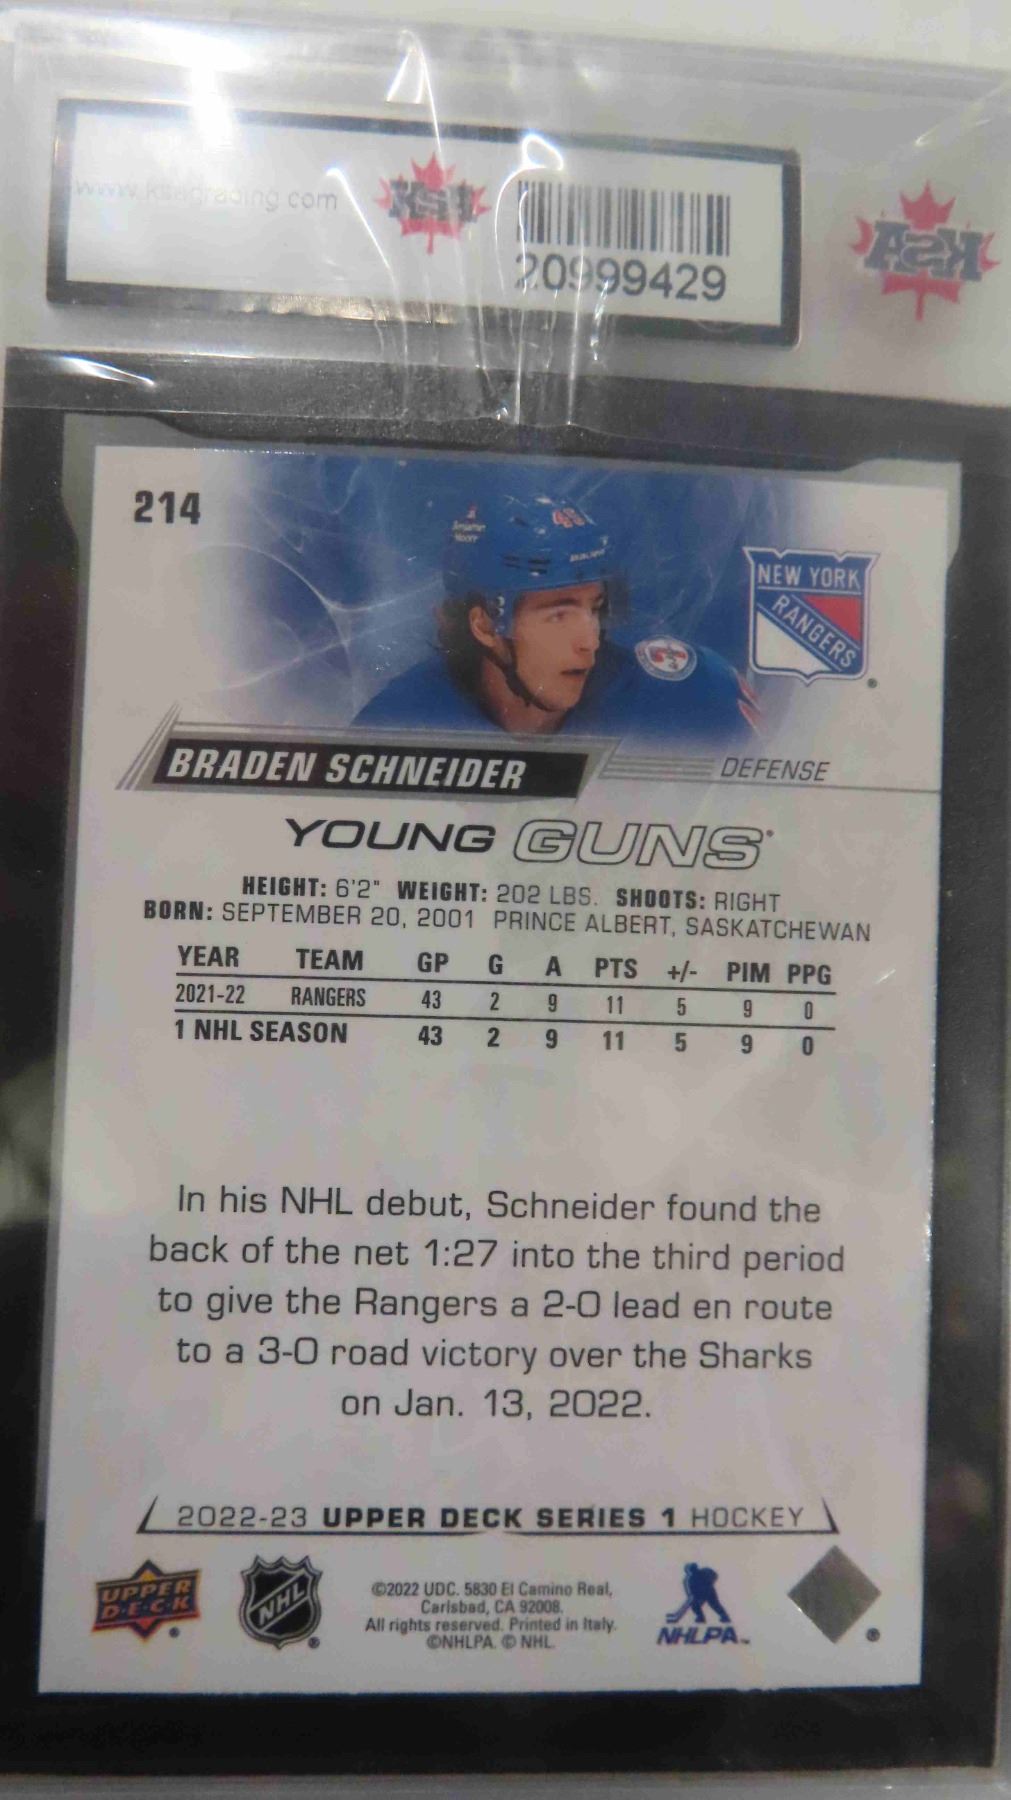 www.ksagrading.com
KSA
20999429
KSA
214
Benjamin
Moore
NEW YORK
RANGERS
BRADEN SCHNEIDER
DEFENSE
YOUNG GUNS
HEIGHT: 6'2" WEIGHT: 202 LBS. SHOOTS: RIGHT
BORN: SEPTEMBER 20, 2001 PRINCE ALBERT, SASKATCHEWAN
YEAR TEAM GP G A PTS +/- PIM PPG
2021-22 RANGERS 43 2 9 11 5 9 0
1 NHL SEASON 43 2 9 11 5 9 0
In his NHL debut, Schneider found the
back of the net 1:27 into the third period
to give the Rangers a 2-0 lead en route
to a 3-0 road victory over the Sharks
on Jan. 13, 2022.
2022-23 UPPER DECK SERIES 1 HOCKEY
UPPER
D·E·C·K
NHL
©2022 UDC. 5830 El Camino Real,
Carlsbad, CA 92008.
All rights reserved. Printed in Italy.
©NHLPA. © NHL.
NHLPA™
®